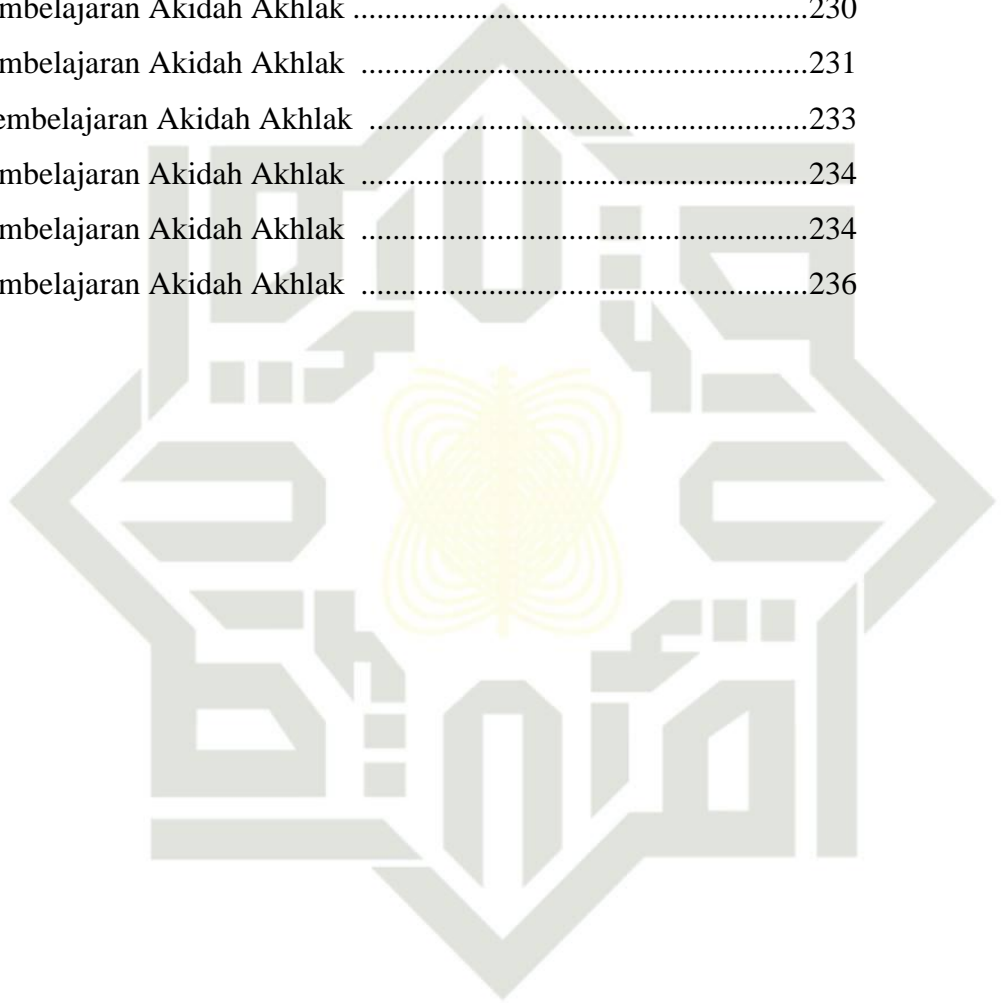 mbelajaran Akidah Akhlak ..........................................................230
mbelajaran Akidah Akhlak .........................................................231
embelajaran Akidah Akhlak ........................................................233
mbelajaran Akidah Akhlak .........................................................234
mbelajaran Akidah Akhlak .........................................................234
mbelajaran Akidah Akhlak .........................................................236